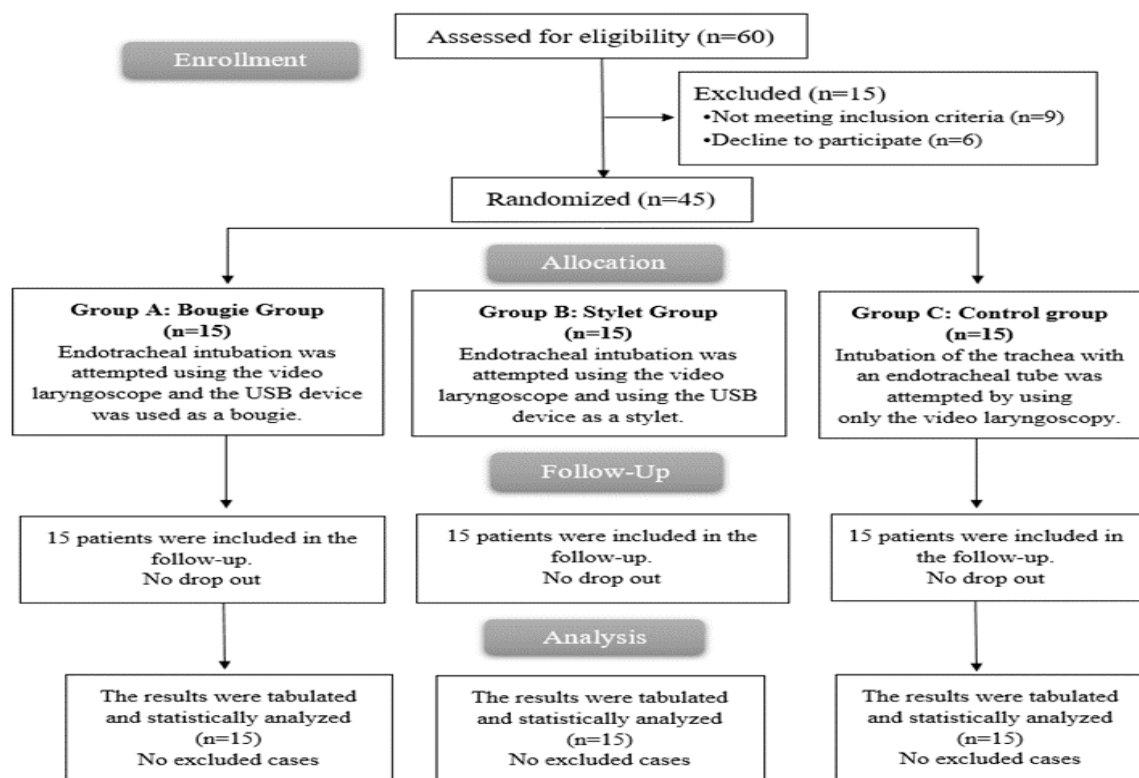 Assessed for eligibility (n=60)
Enrollment
Excluded (n=15)
•Not meeting inclusion criteria (n=9)
•Decline to participate (n=6)
Randomized (n=45)
Allocation
Group A: Bougie Group
(n=15)
Endotracheal intubation was
attempted using the video
laryngoscope and the USB device
was used as a bougie.
Group B: Stylet Group
(n=15)
Endotracheal intubation was
attempted using the video
laryngoscope and using the USB
device as a stylet.
Group C: Control group
(n=15)
Intubation of the trachea with
an endotracheal tube was
attempted by using
only the video laryngoscopy.
Follow-Up
15 patients were included in the
follow-up.
No drop out
15 patients were included in the
follow-up.
No drop out
15 patients were included in
the follow-up.
No drop out
Analysis
The results were tabulated
and statistically analyzed
(n=15)
No excluded cases
The results were tabulated
and statistically analyzed
(n=15)
No excluded cases
The results were tabulated
and statistically analyzed
(n=15)
No excluded cases